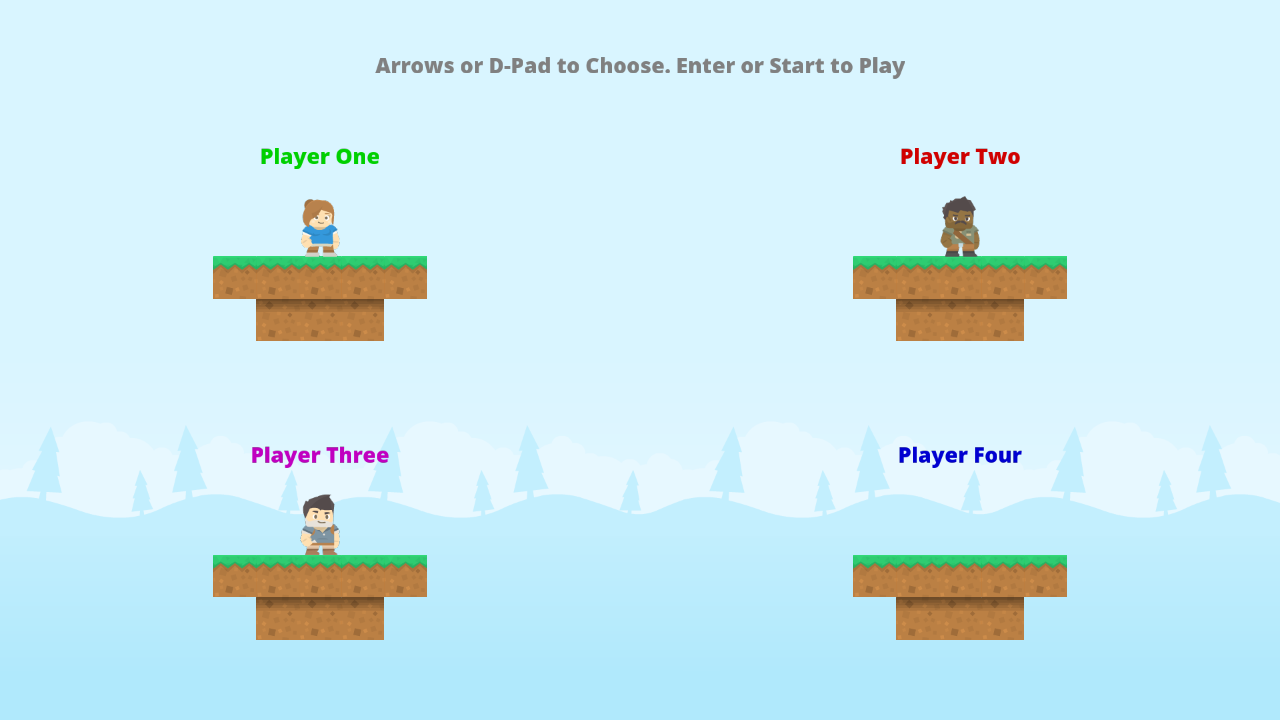 Arrows or D-Pad to Choose. Enter or Start to Play
Player One
Player Two
Player Three
Player Four